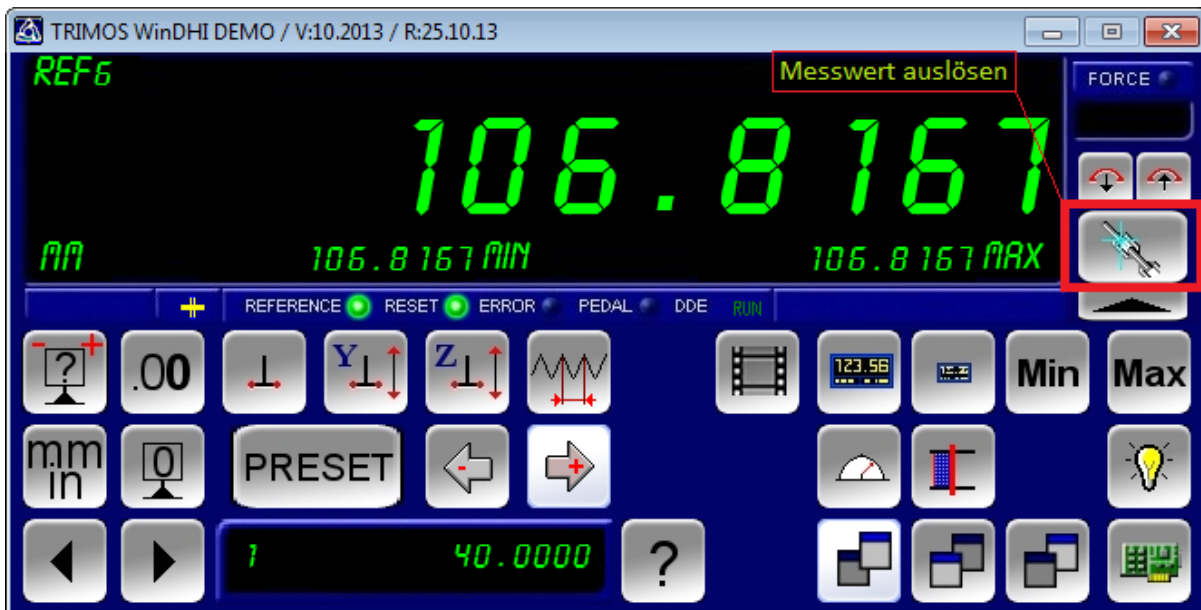 TRIMOS WinDHI DEMO / V:10.2013 / R:25.10.13
REF6
Messwert auslösen
FORCE
106.8167
MM 106.8167 MIN 106.8167 MAX
REFERENCE RESET ERROR PEDAL DDE RUN
- ? + .00 Y Z 123.56 Min Max
mm in 0 PRESET - +
1 40.0000 ?